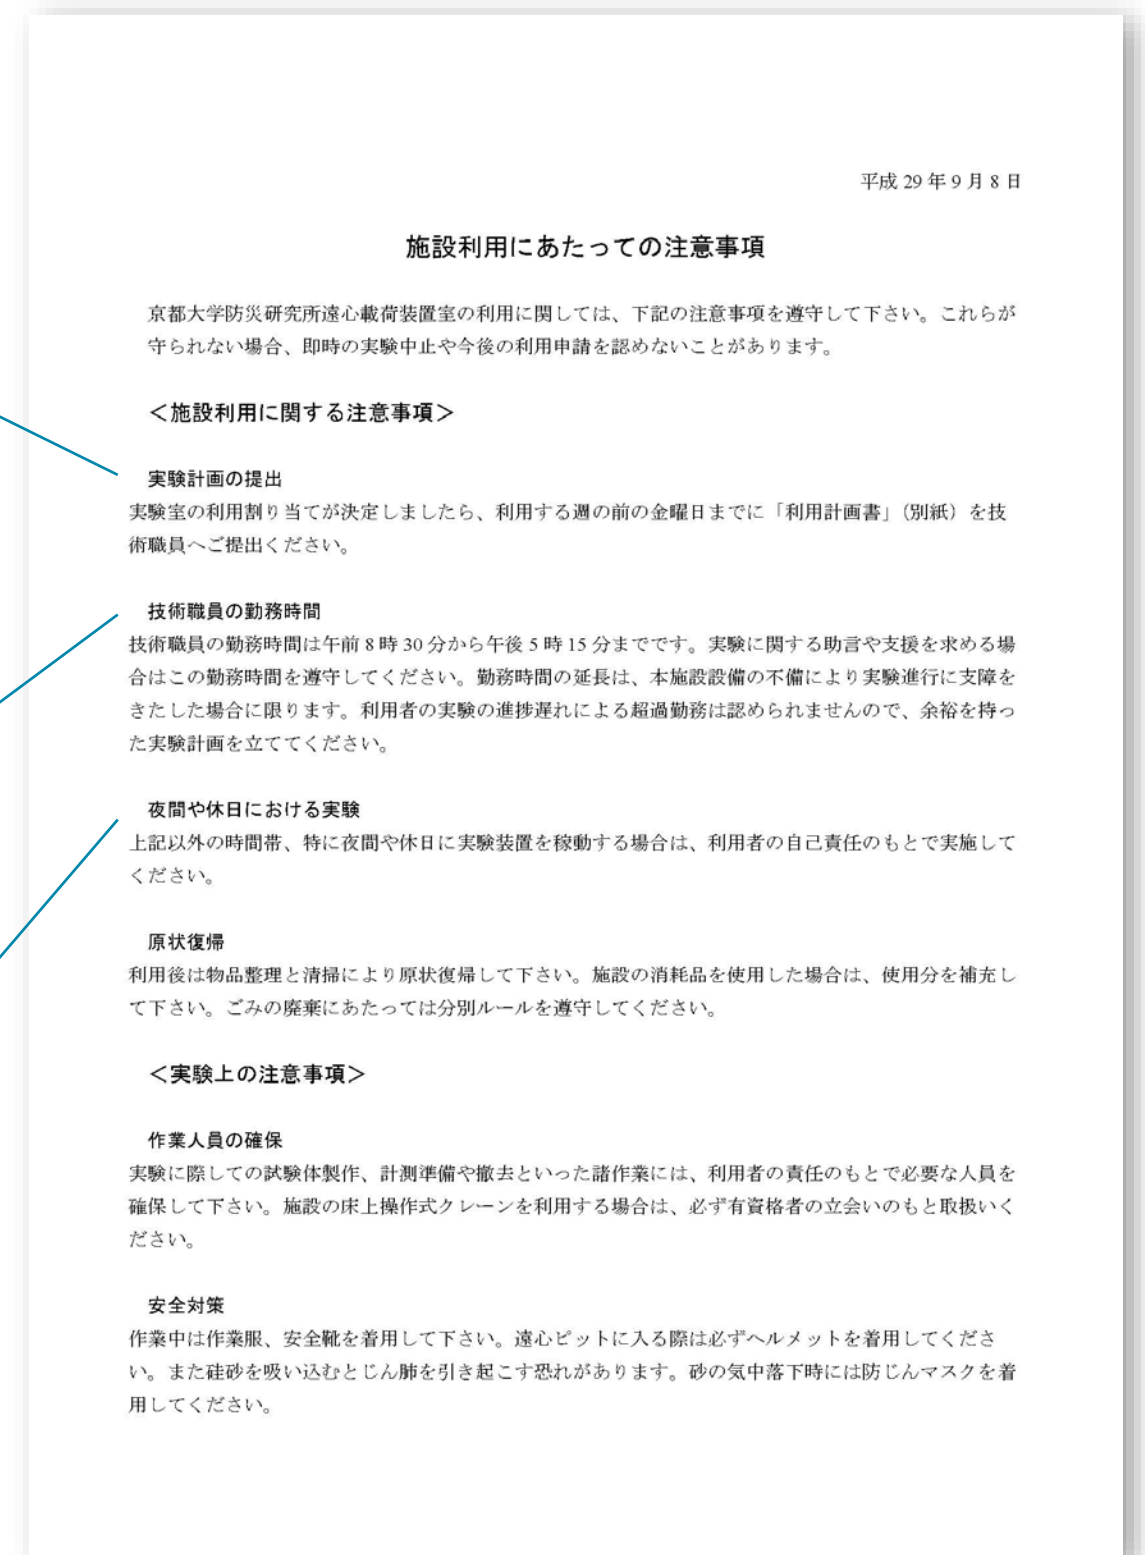 平成 29 年 9 月 8 日
施設利用にあたっての注意事項
京都大学防災研究所遠心載荷装置室の利用に関しては、下記の注意事項を遵守して下さい。これらが
守られない場合、即時の実験中止や今後の利用申請を認めないことがあります。
＜施設利用に関する注意事項＞
実験計画の提出
実験室の利用割り当てが決定しましたら、利用する週の前の金曜日までに「利用計画書」（別紙）を技
術職員へご提出ください。
技術職員の勤務時間
技術職員の勤務時間は午前 8 時 30 分から午後 5 時 15 分までです。実験に関する助言や支援を求める場
合はこの勤務時間を遵守してください。勤務時間の延長は、本施設設備の不備により実験進行に支障を
きたした場合に限ります。利用者の実験の進捗遅れによる超過勤務は認められませんので、余裕を持っ
た実験計画を立ててください。
夜間や休日における実験
上記以外の時間帯、特に夜間や休日に実験装置を稼動する場合は、利用者の自己責任のもとで実施して
ください。
原状復帰
利用後は物品整理と清掃により原状復帰して下さい。施設の消耗品を使用した場合は、使用分を補充し
て下さい。ごみの廃棄にあたっては分別ルールを遵守してください。
＜実験上の注意事項＞
作業人員の確保
実験に際しての試験体製作、計測準備や撤去といった諸作業には、利用者の責任のもとで必要な人員を
確保して下さい。施設の床上操作式クレーンを利用する場合は、必ず有資格者の立会いのもと取扱いく
ださい。
安全対策
作業中は作業服、安全靴を着用して下さい。遠心ピットに入る際は必ずヘルメットを着用してくださ
い。また硅砂を吸い込むとじん肺を引き起こす恐れがあります。砂の気中落下時には防じんマスクを着
用してください。